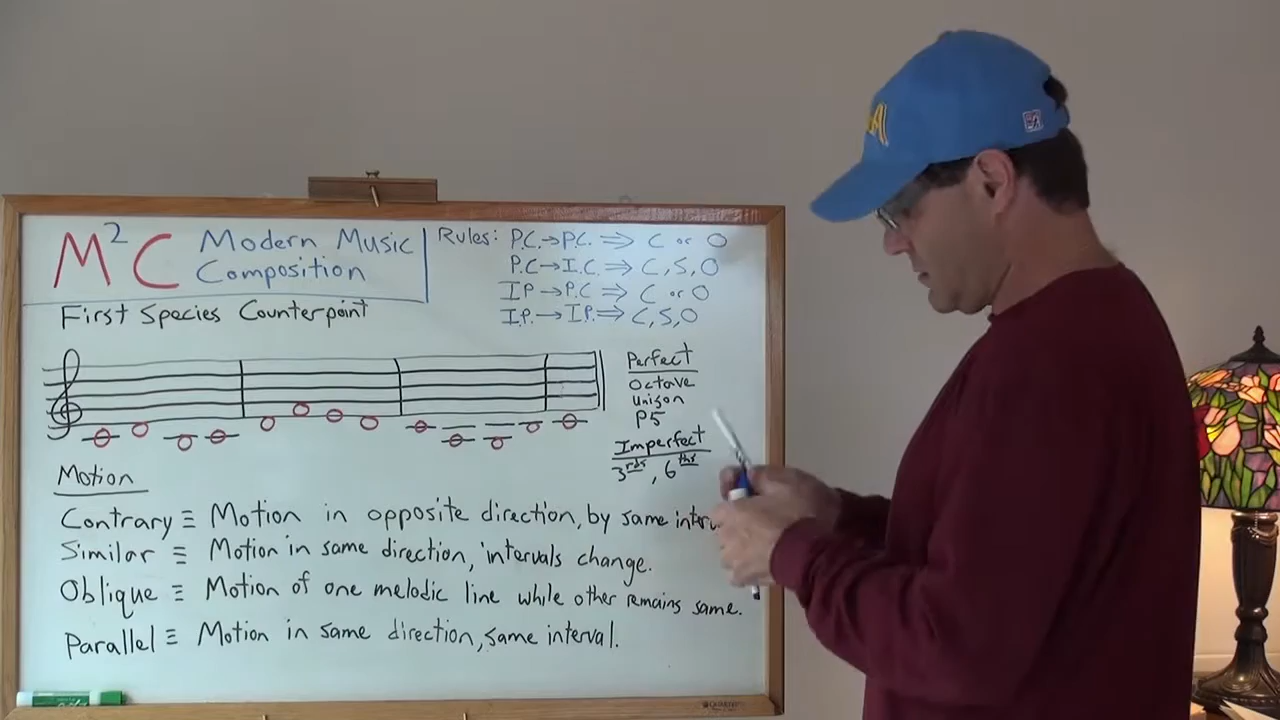 M² C Modern Music
Composition
First Species Counterpoint
Rules: P.C. → P.C. ⇒ C or O
P.C → I.C. ⇒ C, S, O
I P → P.C ⇒ C or O
I.P. → I P. ⇒ C, S, O
Perfect
Octave
Unison
P5
Imperfect
3rds, 6ths
Motion
Contrary ≡ Motion in opposite direction, by same
Similar ≡ Motion in same direction, intervals change.
Oblique ≡ Motion of one melodic line while other remains same.
Parallel ≡ Motion in same direction, same interval.